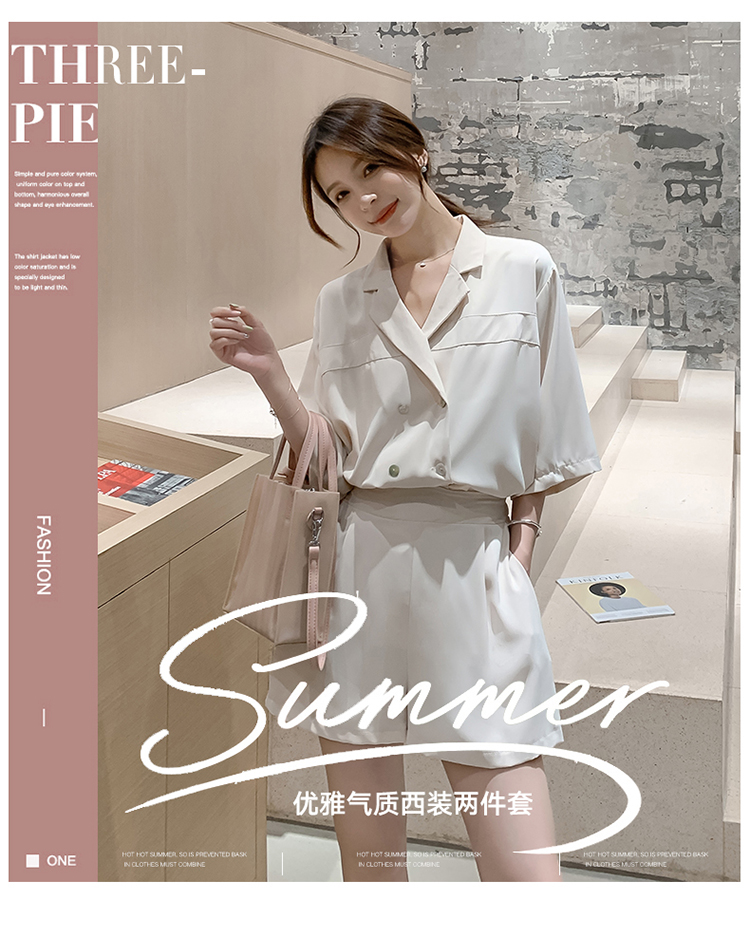 THREE-
PIE
Simple and pure color system,
uniform color on top and
bottom, harmonious overall
shape and eye enhancement.
The shirt jacket has low
color saturation and is
specially designed
to be light and thin.
FASHION
KINFOLK
Summer
优雅气质西装两件套
ONE
HOT HOT SUMMER, SO IS PREVENTED BASK
IN CLOTHES MUST COMBINE
HOT HOT SUMMER, SO IS PREVENTED BASK
IN CLOTHES MUST COMBINE
HOT HOT SUMMER, SO IS PREVENTED BASK
IN CLOTHES MUST COMBINE